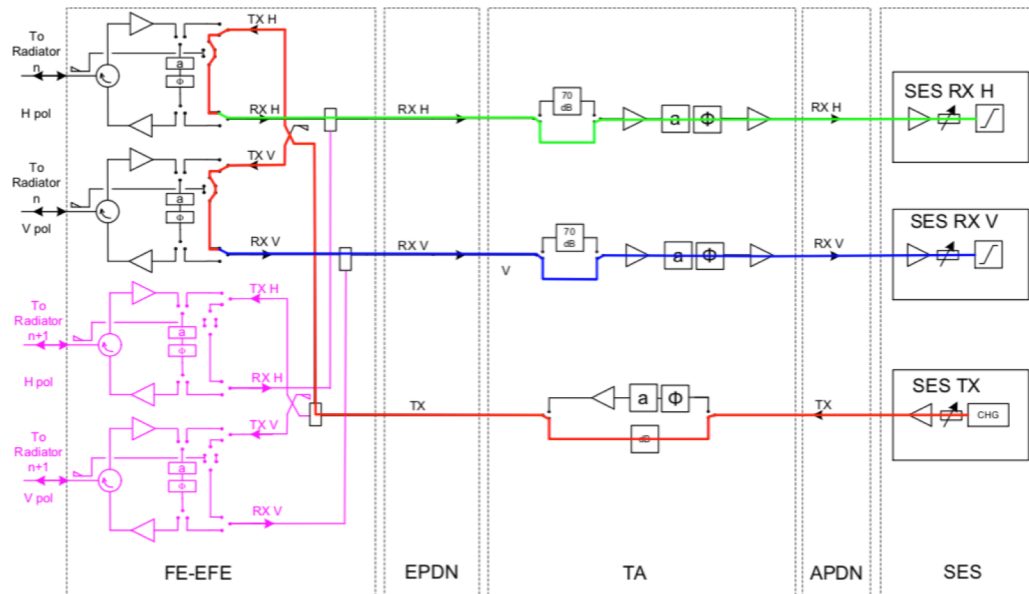 To
Radiator
n
H pol
a
Φ
TX H
RX H
To
Radiator
n
V pol
a
Φ
TX V
RX V
To
Radiator
n+1
H pol
a
Φ
TX H
RX H
To
Radiator
n+1
V pol
a
Φ
TX V
RX V
RX H
RX V
TX
70
dB
a
Φ
70
dB
V
a
Φ
a
Φ
dB
RX H
RX V
TX
SES RX H
SES RX V
SES TX
CHG
FE-EFE
EPDN
TA
APDN
SES